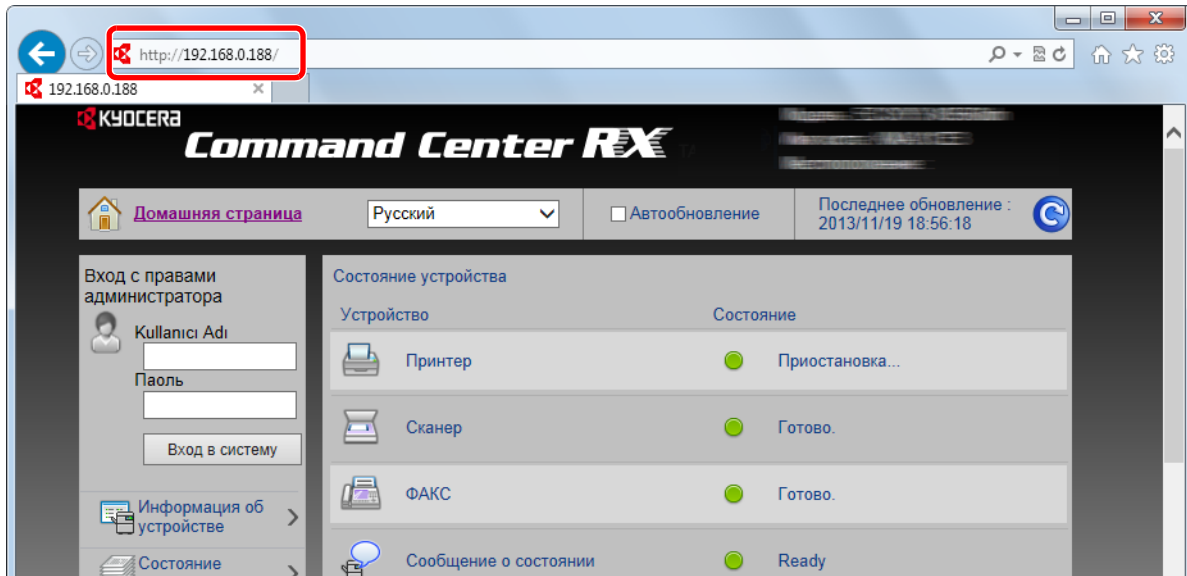 http://192.168.0.188/
192.168.0.188
KYOCERA
Command Center RX
Домашняя страница
Русский
Автообновление
Последнее обновление :
2013/11/19 18:56:18
Вход с правами
администратора
Kullanıcı Adı
Паоль
Вход в систему
Информация об
устройстве
Состояние
Состояние устройства
Устройство Состояние
Принтер Приостановка...
Сканер Готово.
ФАКС Готово.
Сообщение о состоянии Ready